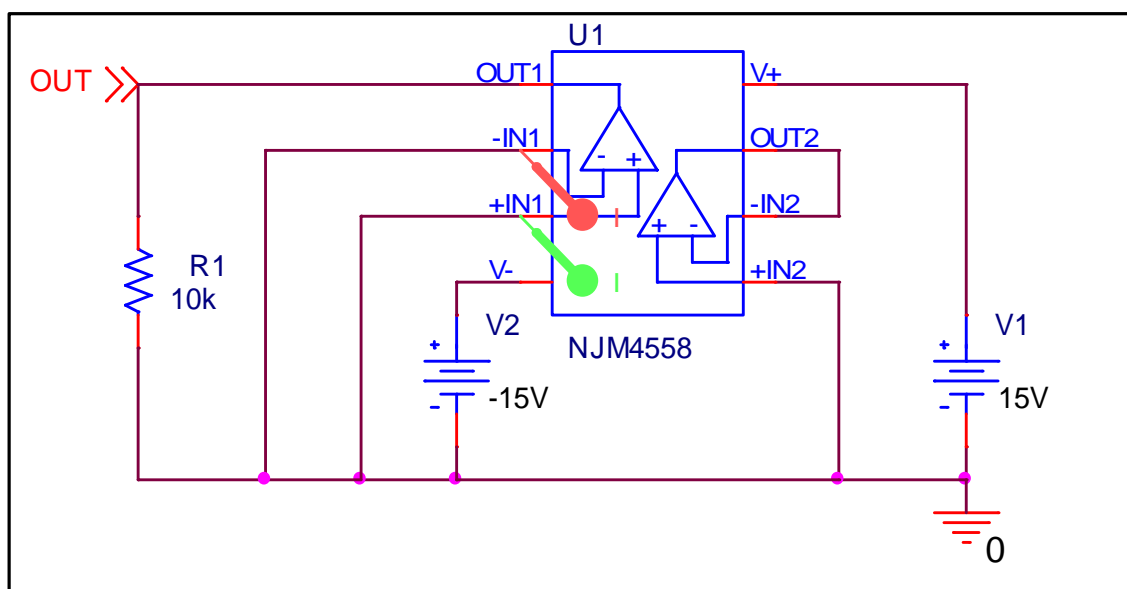 U1
OUT
OUT1
V+
-IN1
OUT2
- +
+IN1
I
-IN2
+ -
R1
10k
V-
I
+IN2
V2
V1
+
+
NJM4558
-15V
15V
-
-
0